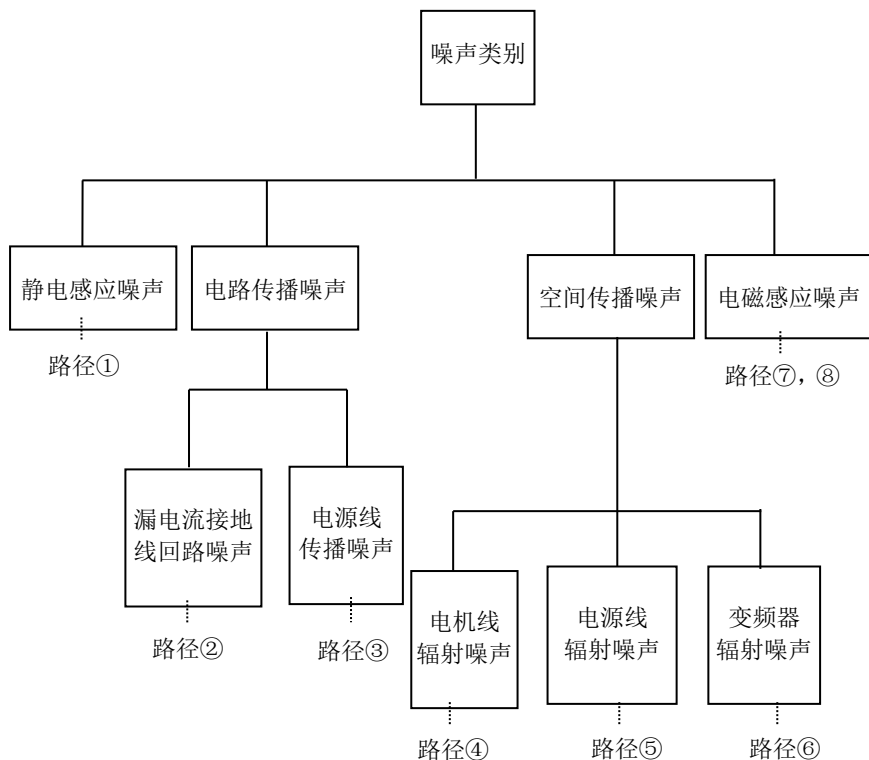 噪声类别
静电感应噪声
电路传播噪声
空间传播噪声
电磁感应噪声
路径①
路径⑦，⑧
漏电流接地
线回路噪声
电源线
传播噪声
路径②
路径③
电机线
辐射噪声
电源线
辐射噪声
变频器
辐射噪声
路径④
路径⑤
路径⑥